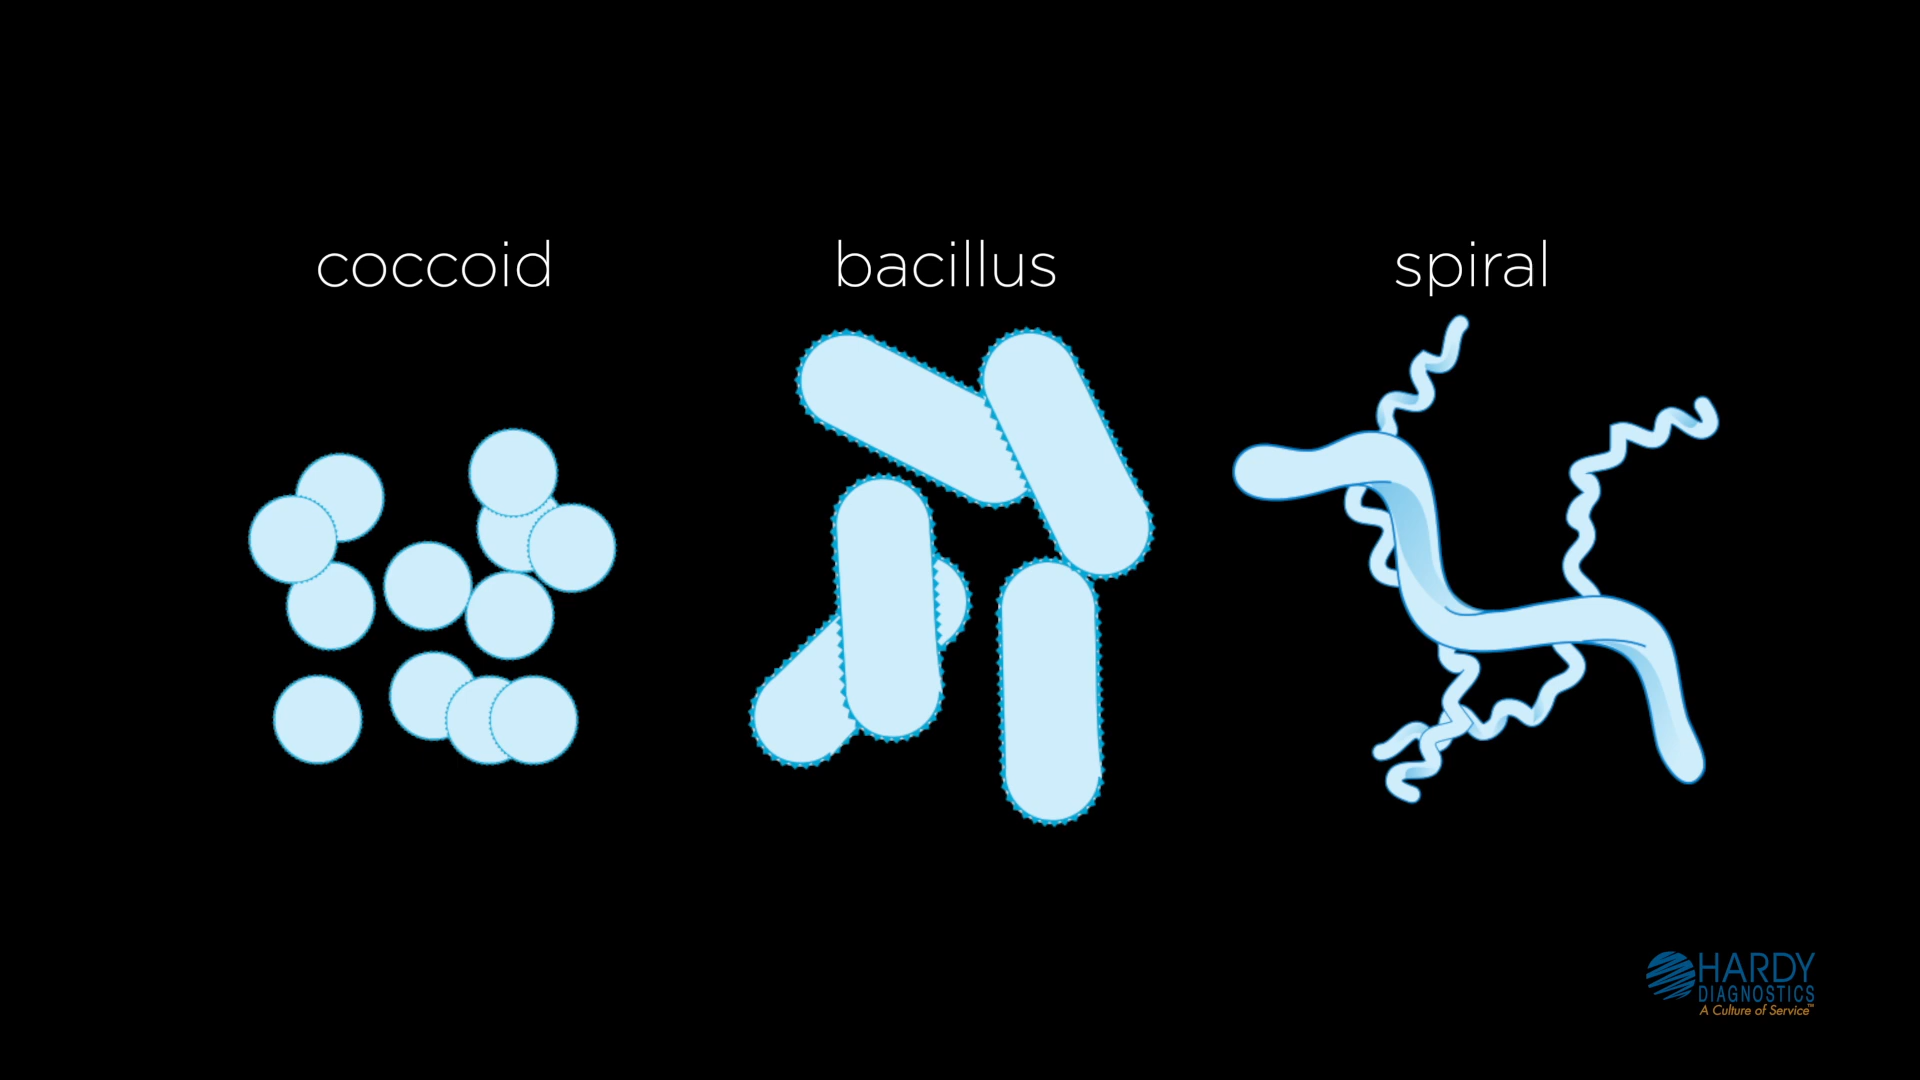 coccoid
bacillus
spiral
HARDY
DIAGNOSTICS
A Culture of Service™